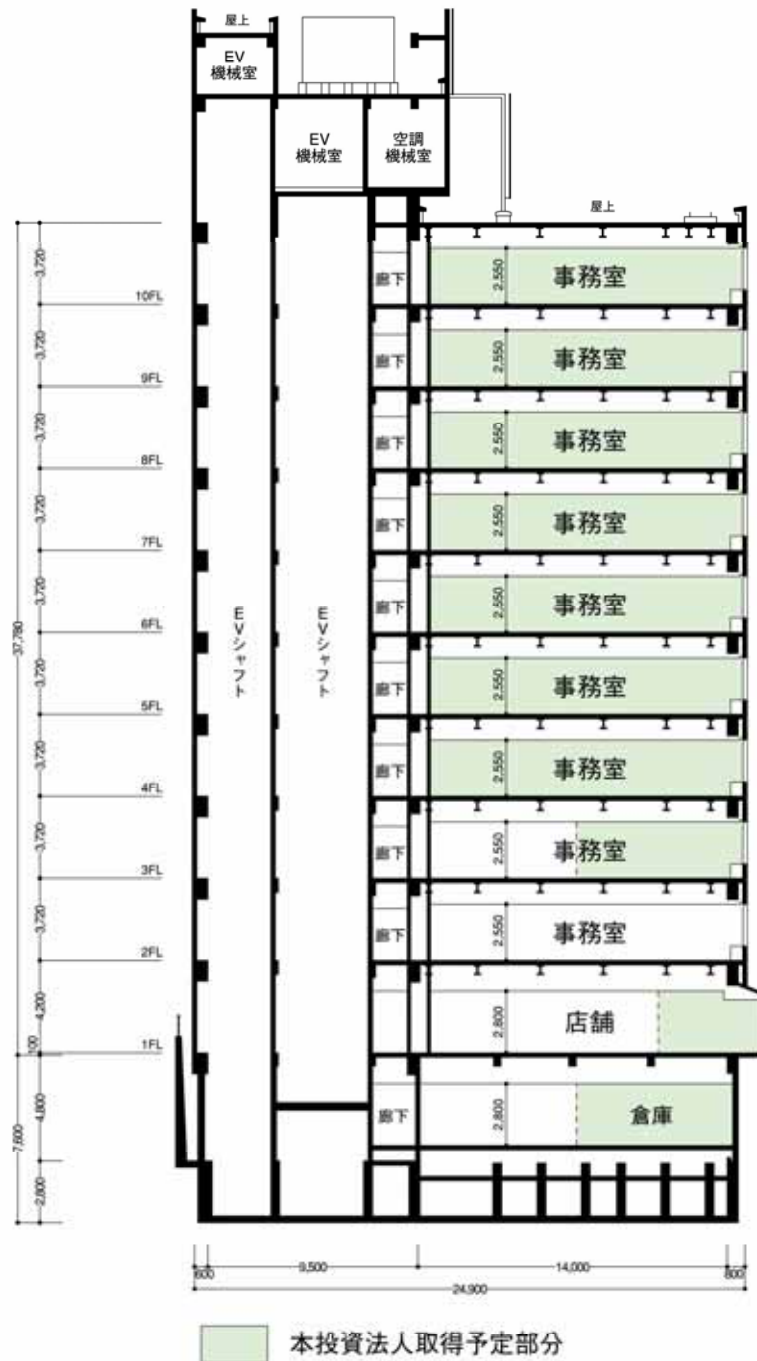 屋上
EV
機械室
EV
機械室
空調
機械室
屋上
3,720
廊下
2,550
事務室
10FL
3,720
廊下
2,550
事務室
9FL
3,720
廊下
2,550
事務室
8FL
3,720
廊下
2,550
事務室
7FL
3,720
廊下
2,550
事務室
6FL
37,780
EVシャフト
EVシャフト
3,720
廊下
2,550
事務室
5FL
3,720
廊下
2,550
事務室
4FL
3,720
廊下
2,550
事務室
3FL
3,720
廊下
2,550
事務室
2FL
4,200
2,800
店舗
100
1FL
7,600
4,800
廊下
2,800
倉庫
2,800
600
9,500
14,000
800
24,900
本投資法人取得予定部分